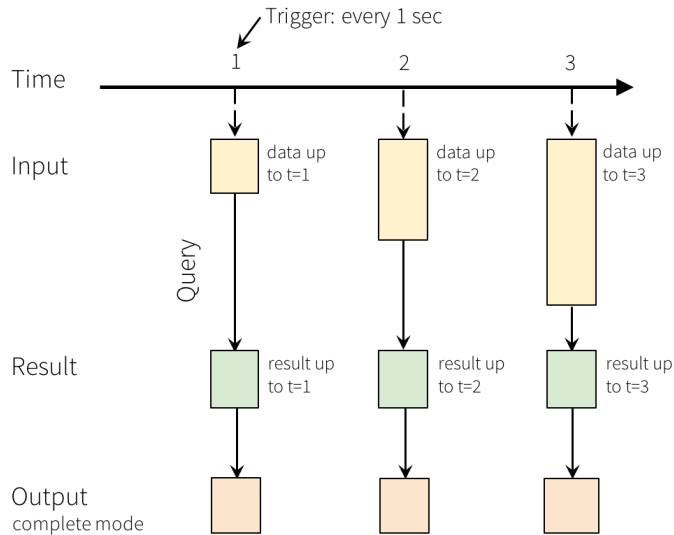 Trigger: every 1 sec
1
2
3
Time
Input
data up
to t=1
data up
to t=2
data up
to t=3
Query
Result
result up
to t=1
result up
to t=2
result up
to t=3
Output
complete mode